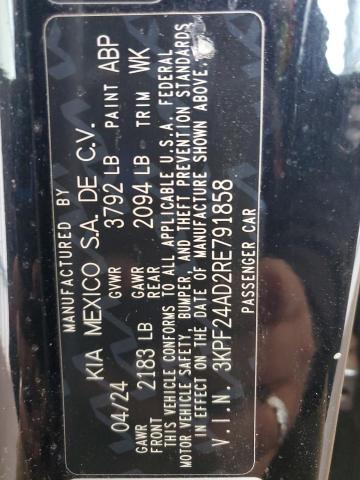 MANUFACTURED BY
KIA MEXICO S.A. DE C.V.
04/24 GVWR 3792 LB PAINT ABP
GAWR FRONT 2183 LB GAWR REAR 2094 LB TRIM WK
THIS VEHICLE CONFORMS TO ALL APPLICABLE U.S.A. FEDERAL
MOTOR VEHICLE SAFETY, BUMPER, AND THEFT PREVENTION STANDARDS
IN EFFECT ON THE DATE OF MANUFACTURE SHOWN ABOVE.
V.I.N. 3KPF24AD2RE791858
PASSENGER CAR